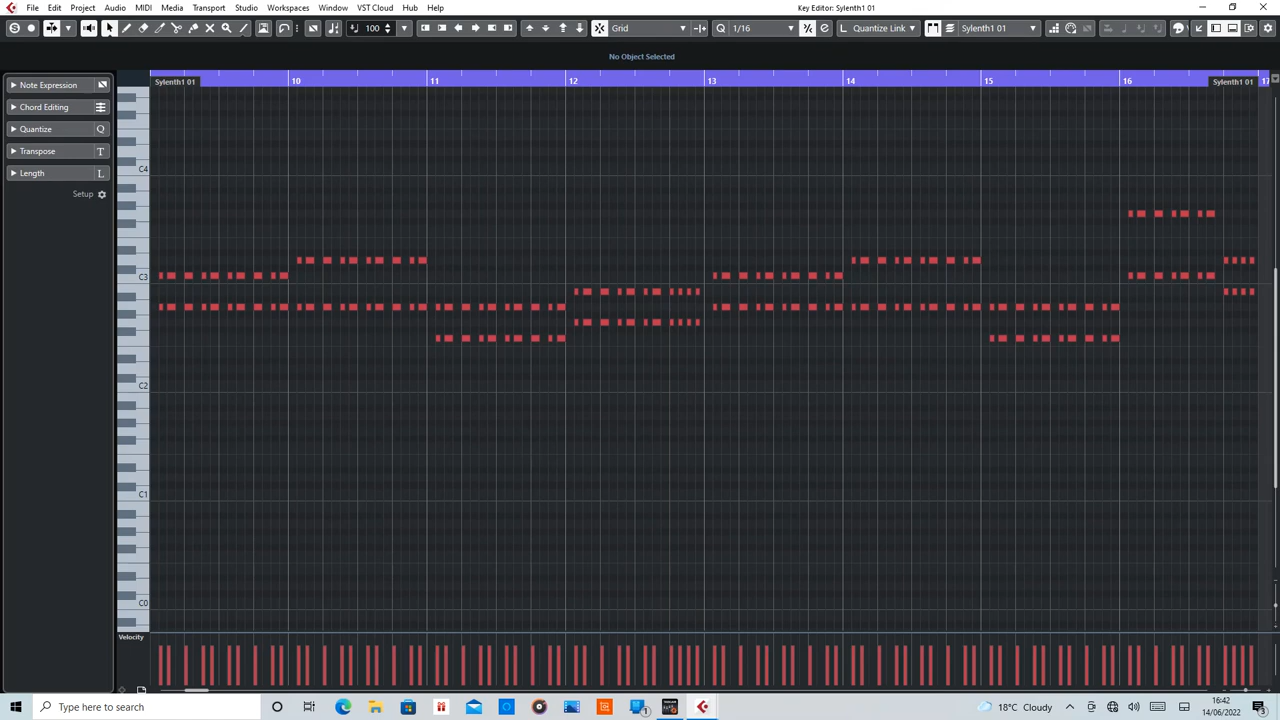 Key Editor: Sylenth1 01
File Edit Project Audio MIDI Media Transport Studio Workspaces Window VST Cloud Hub Help
100 Grid 1/16 Quantize Link Sylenth1 01
No Object Selected
10 11 12 13 14 15 16 17
Sylenth1 01 Sylenth1 01
Note Expression
Chord Editing
Quantize Q
Transpose T
Length L
Setup
C4
C3
C2
C1
C0
Velocity
Type here to search
18°C Cloudy
16:42
14/06/2022